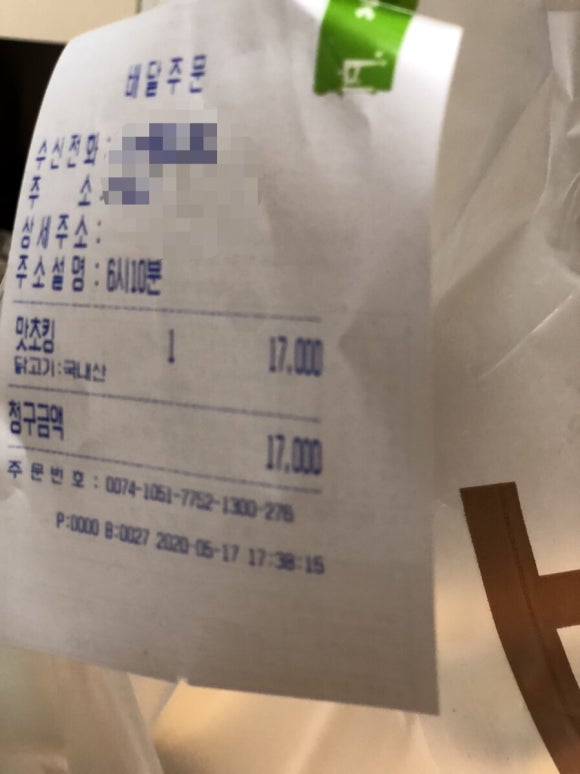 배달주문
수신전화 :
주 소 :
상세주소 :
주소설명 : 6시10분
맛초킹 1 17,000
닭고기:국내산
청구금액
17,000
주문번호 : 0074-1051-7752-1300-276
P:0000 B:0027 2020-05-17 17:38:15